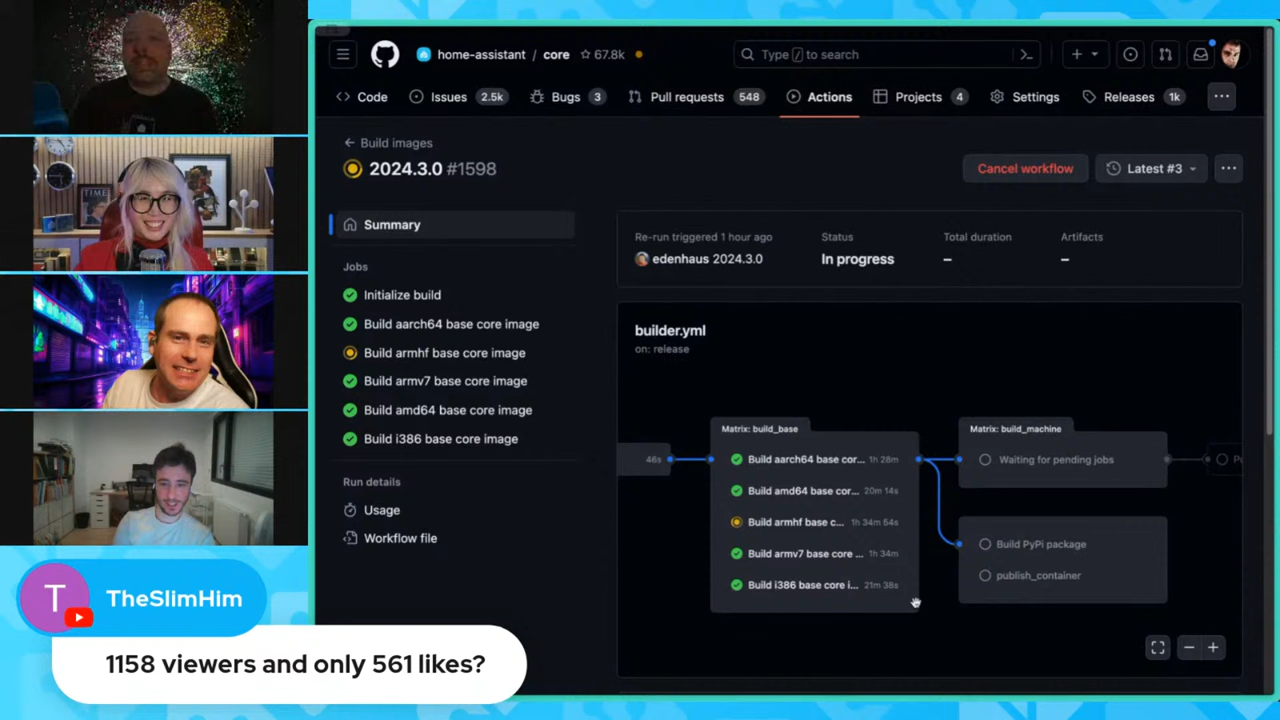 home-assistant / core ☆ 67.8k
Type / to search
Code
Issues 2.5k
Bugs 3
Pull requests 548
Actions
Projects 4
Settings
Releases 1k
← Build images
2024.3.0 #1598
Cancel workflow
Latest #3
Summary
Jobs
Initialize build
Build aarch64 base core image
Build armhf base core image
Build armv7 base core image
Build amd64 base core image
Build i386 base core image
Run details
Usage
Workflow file
Re-run triggered 1 hour ago
edenhaus 2024.3.0
Status
In progress
Total duration
–
Artifacts
–
builder.yml
on: release
46s
Matrix: build_base
Build aarch64 base cor... 1h 28m
Build amd64 base cor... 20m 14s
Build armhf base c... 1h 34m 54s
Build armv7 base core ... 1h 34m
Build i386 base core i... 21m 38s
Matrix: build_machine
Waiting for pending jobs
Build PyPi package
publish_container
TIME
T
TheSlimHim
1158 viewers and only 561 likes?